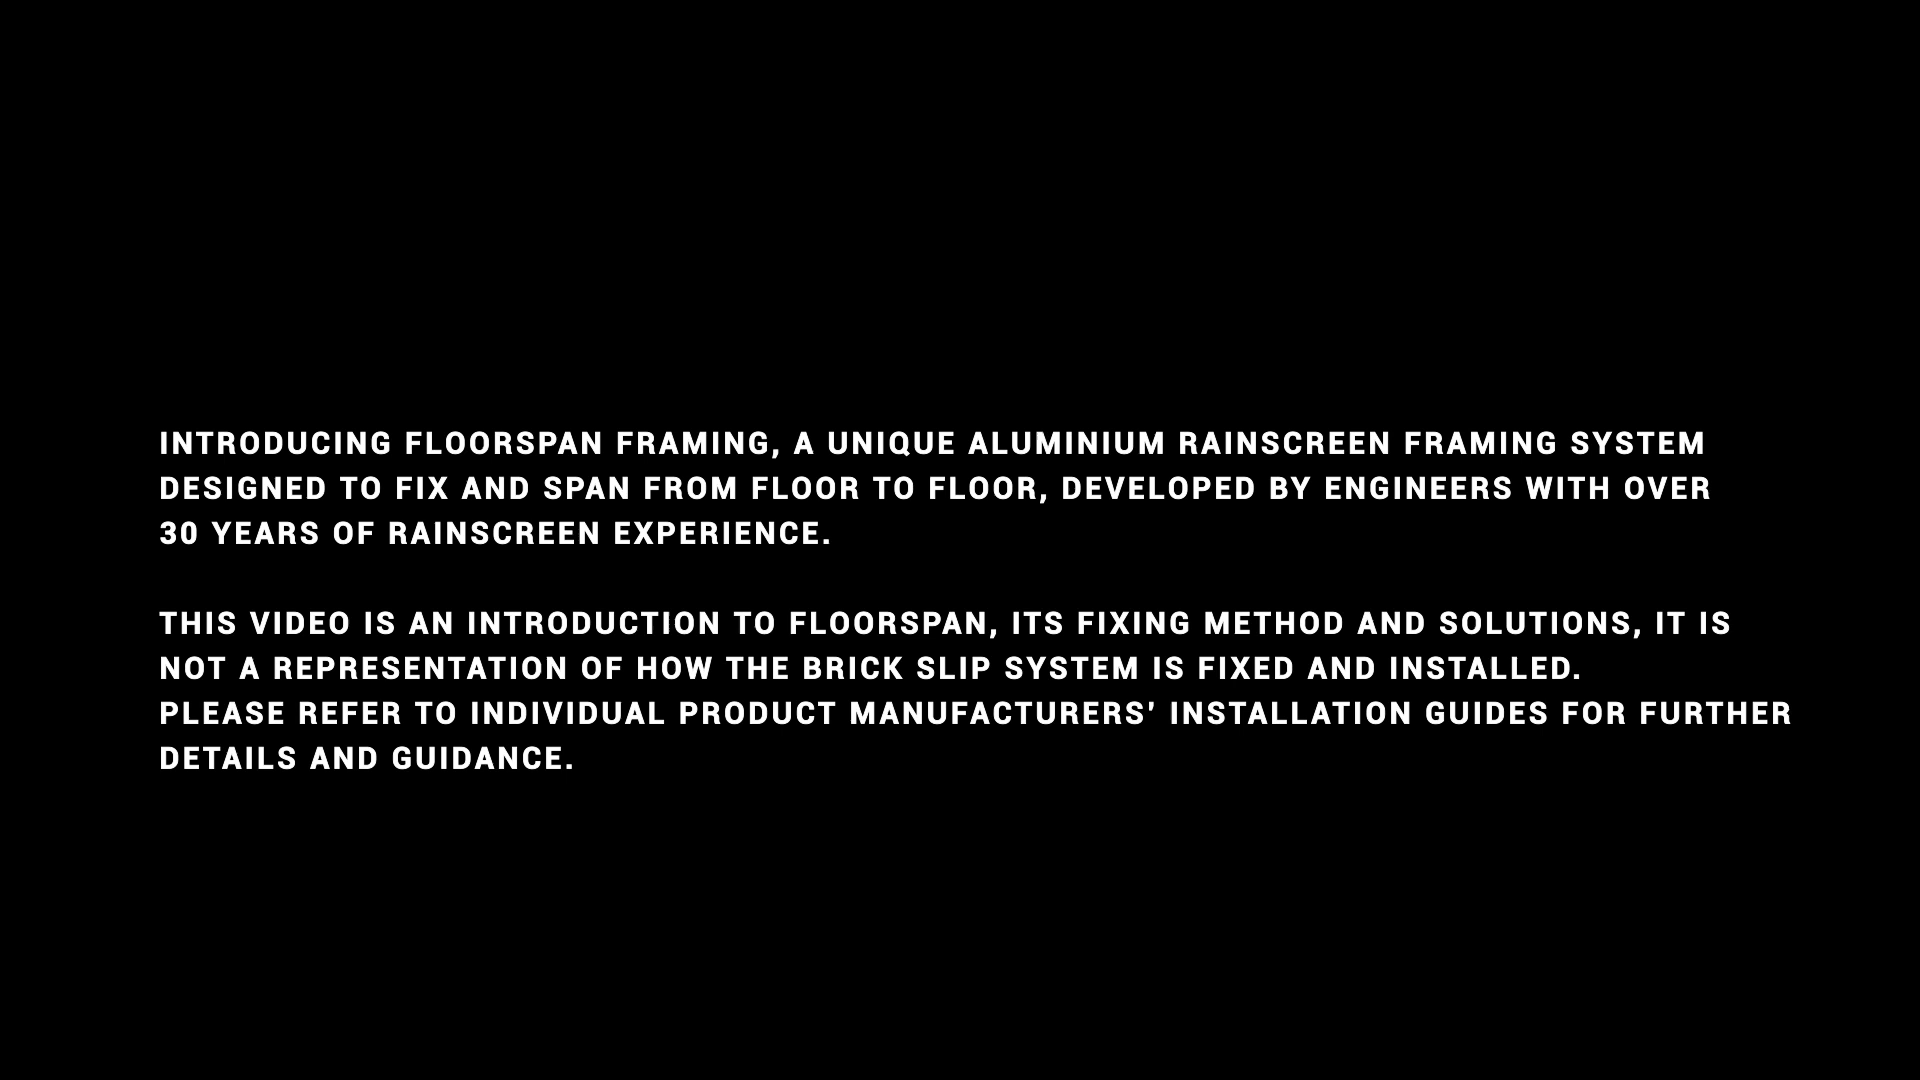 INTRODUCING FLOORSPAN FRAMING, A UNIQUE ALUMINIUM RAINSCREEN FRAMING SYSTEM
DESIGNED TO FIX AND SPAN FROM FLOOR TO FLOOR, DEVELOPED BY ENGINEERS WITH OVER
30 YEARS OF RAINSCREEN EXPERIENCE.
THIS VIDEO IS AN INTRODUCTION TO FLOORSPAN, ITS FIXING METHOD AND SOLUTIONS, IT IS
NOT A REPRESENTATION OF HOW THE BRICK SLIP SYSTEM IS FIXED AND INSTALLED.
PLEASE REFER TO INDIVIDUAL PRODUCT MANUFACTURERS’ INSTALLATION GUIDES FOR FURTHER
DETAILS AND GUIDANCE.